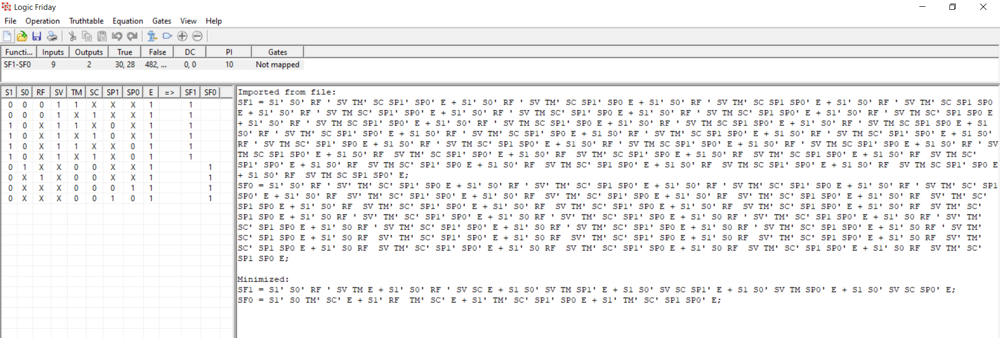 Logic Friday
File Operation Truthtable Equation Gates View Help
Functi... Inputs Outputs True False DC PI Gates
SF1-SF0 9 2 30, 28 482, ... 0, 0 10 Not mapped
S1 S0 RF SV TM SC SP1 SP0 E => SF1 SF0
0 0 0 1 1 X X X 1 1
0 0 0 1 X 1 X X 1 1
1 0 X 1 1 X 0 X 1 1
1 0 X 1 X 1 0 X 1 1
1 0 X 1 1 X X 0 1 1
1 0 X 1 X 1 X 0 1 1
0 1 X X 0 0 X X 1 1
0 X 1 X 0 0 X X 1 1
0 X X X 0 0 0 1 1 1
0 X X X 0 0 1 0 1 1
Imported from file:
SF1 = S1' S0' RF ' SV TM' SC SP1' SP0' E + S1' S0' RF ' SV TM' SC SP1' SP0 E + S1' S0' RF ' SV TM' SC SP1 SP0' E + S1' S0' RF ' SV TM' SC SP1 SP0
E + S1' S0' RF ' SV TM SC' SP1' SP0' E + S1' S0' RF ' SV TM SC' SP1' SP0 E + S1' S0' RF ' SV TM SC' SP1 SP0' E + S1' S0' RF ' SV TM SC' SP1 SP0 E
+ S1' S0' RF ' SV TM SC SP1' SP0' E + S1' S0' RF ' SV TM SC SP1' SP0 E + S1' S0' RF ' SV TM SC SP1 SP0' E + S1' S0' RF ' SV TM SC SP1 SP0 E + S1
S0' RF ' SV TM' SC SP1' SP0' E + S1 S0' RF ' SV TM' SC SP1' SP0 E + S1 S0' RF ' SV TM' SC SP1 SP0' E + S1 S0' RF ' SV TM SC' SP1' SP0' E + S1 S0'
RF ' SV TM SC' SP1' SP0 E + S1 S0' RF ' SV TM SC' SP1 SP0' E + S1 S0' RF ' SV TM SC SP1' SP0' E + S1 S0' RF ' SV TM SC SP1' SP0 E + S1 S0' RF ' SV
TM SC SP1 SP0' E + S1 S0' RF  SV TM' SC SP1' SP0' E + S1 S0' RF  SV TM' SC SP1' SP0 E + S1 S0' RF  SV TM' SC SP1 SP0' E + S1 S0' RF  SV TM SC'
SP1' SP0' E + S1 S0' RF  SV TM SC' SP1' SP0 E + S1 S0' RF  SV TM SC' SP1 SP0' E + S1 S0' RF  SV TM SC SP1' SP0' E + S1 S0' RF  SV TM SC SP1' SP0 E
+ S1 S0' RF  SV TM SC SP1 SP0' E;
SF0 = S1' S0' RF ' SV' TM' SC' SP1' SP0 E + S1' S0' RF ' SV' TM' SC' SP1 SP0' E + S1' S0' RF ' SV TM' SC' SP1' SP0 E + S1' S0' RF ' SV TM' SC' SP1
SP0' E + S1' S0' RF  SV' TM' SC' SP1' SP0' E + S1' S0' RF  SV' TM' SC' SP1' SP0 E + S1' S0' RF  SV' TM' SC' SP1 SP0' E + S1' S0' RF  SV' TM' SC'
SP1 SP0 E + S1' S0' RF  SV TM' SC' SP1' SP0' E + S1' S0' RF  SV TM' SC' SP1' SP0 E + S1' S0' RF  SV TM' SC' SP1 SP0' E + S1' S0' RF  SV TM' SC'
SP1 SP0 E + S1' S0 RF ' SV' TM' SC' SP1' SP0' E + S1' S0 RF ' SV' TM' SC' SP1' SP0 E + S1' S0 RF ' SV' TM' SC' SP1 SP0' E + S1' S0 RF ' SV' TM'
SC' SP1 SP0 E + S1' S0 RF ' SV TM' SC' SP1' SP0' E + S1' S0 RF ' SV TM' SC' SP1' SP0 E + S1' S0 RF ' SV TM' SC' SP1 SP0' E + S1' S0 RF ' SV TM'
SC' SP1 SP0 E + S1' S0 RF  SV' TM' SC' SP1' SP0' E + S1' S0 RF  SV' TM' SC' SP1' SP0 E + S1' S0 RF  SV' TM' SC' SP1 SP0' E + S1' S0 RF  SV' TM'
SC' SP1 SP0 E + S1' S0 RF  SV TM' SC' SP1' SP0' E + S1' S0 RF  SV TM' SC' SP1' SP0 E + S1' S0 RF  SV TM' SC' SP1 SP0' E + S1' S0 RF  SV TM' SC'
SP1 SP0 E;
Minimized:
SF1 = S1' S0' RF ' SV TM E + S1' S0' RF ' SV SC E + S1 S0' SV TM SP1' E + S1 S0' SV SC SP1' E + S1 S0' SV TM SP0' E + S1 S0' SV SC SP0' E;
SF0 = S1' S0 TM' SC' E + S1' RF  TM' SC' E + S1' TM' SC' SP1' SP0 E + S1' TM' SC' SP1 SP0' E;